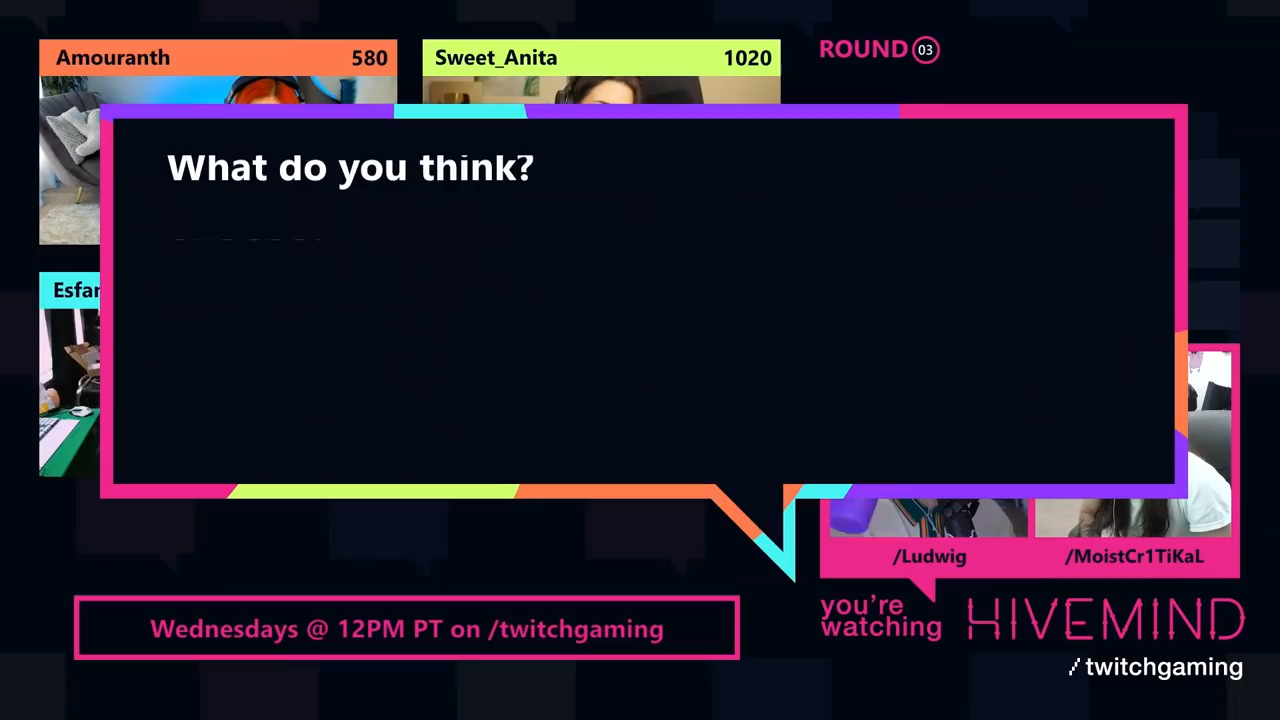 Amouranth 580
Sweet_Anita 1020
ROUND 03
What do you think?
Esfan
/Ludwig
/MoistCr1TiKaL
Wednesdays @ 12PM PT on /twitchgaming
you're
watching
HIVEMIND
/twitchgaming